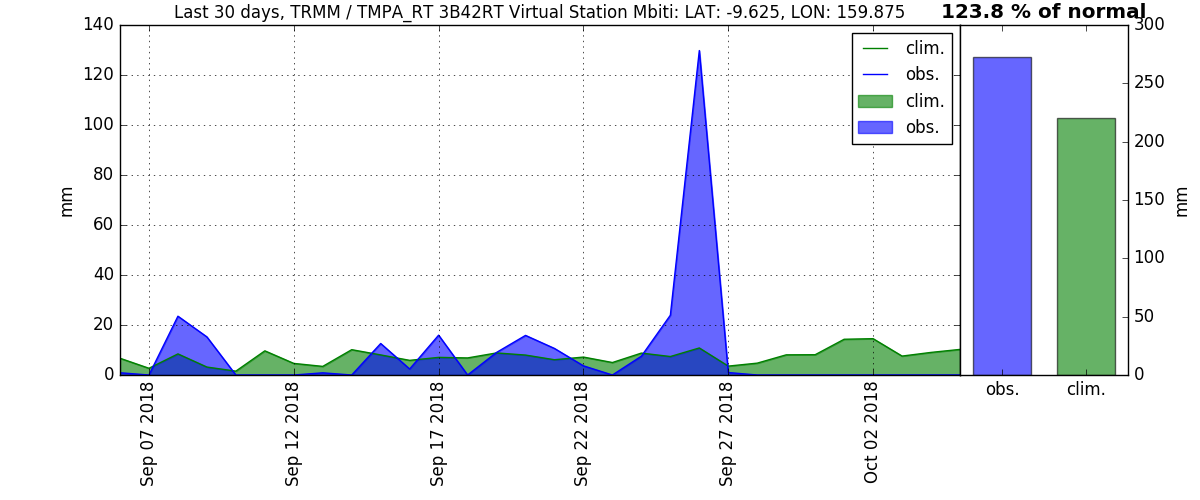 Last 30 days, TRMM / TMPA_RT 3B42RT Virtual Station Mbiti: LAT: -9.625, LON: 159.875
123.8 % of normal
140
120
100
80
60
40
20
0
mm
clim.
obs.
clim.
obs.
Sep 07 2018
Sep 12 2018
Sep 17 2018
Sep 22 2018
Sep 27 2018
Oct 02 2018
300
250
200
150
100
50
0
mm
obs.
clim.